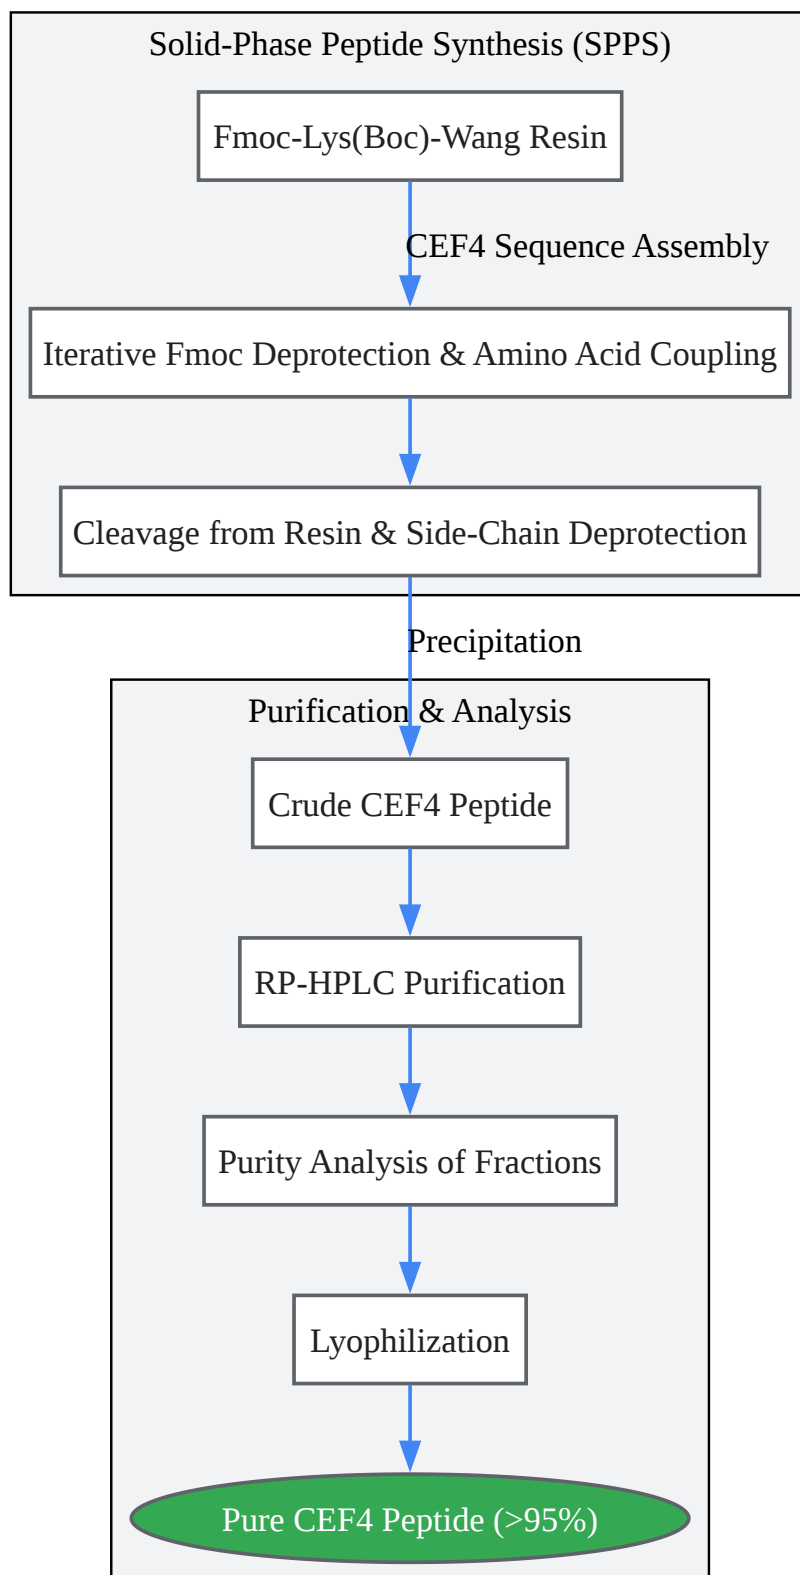 Solid-Phase Peptide Synthesis (SPPS)
Fmoc-Lys(Boc)-Wang Resin
CEF4 Sequence Assembly
Iterative Fmoc Deprotection & Amino Acid Coupling
Cleavage from Resin & Side-Chain Deprotection
Precipitation
Purification & Analysis
Crude CEF4 Peptide
RP-HPLC Purification
Purity Analysis of Fractions
Lyophilization
Pure CEF4 Peptide (>95%)